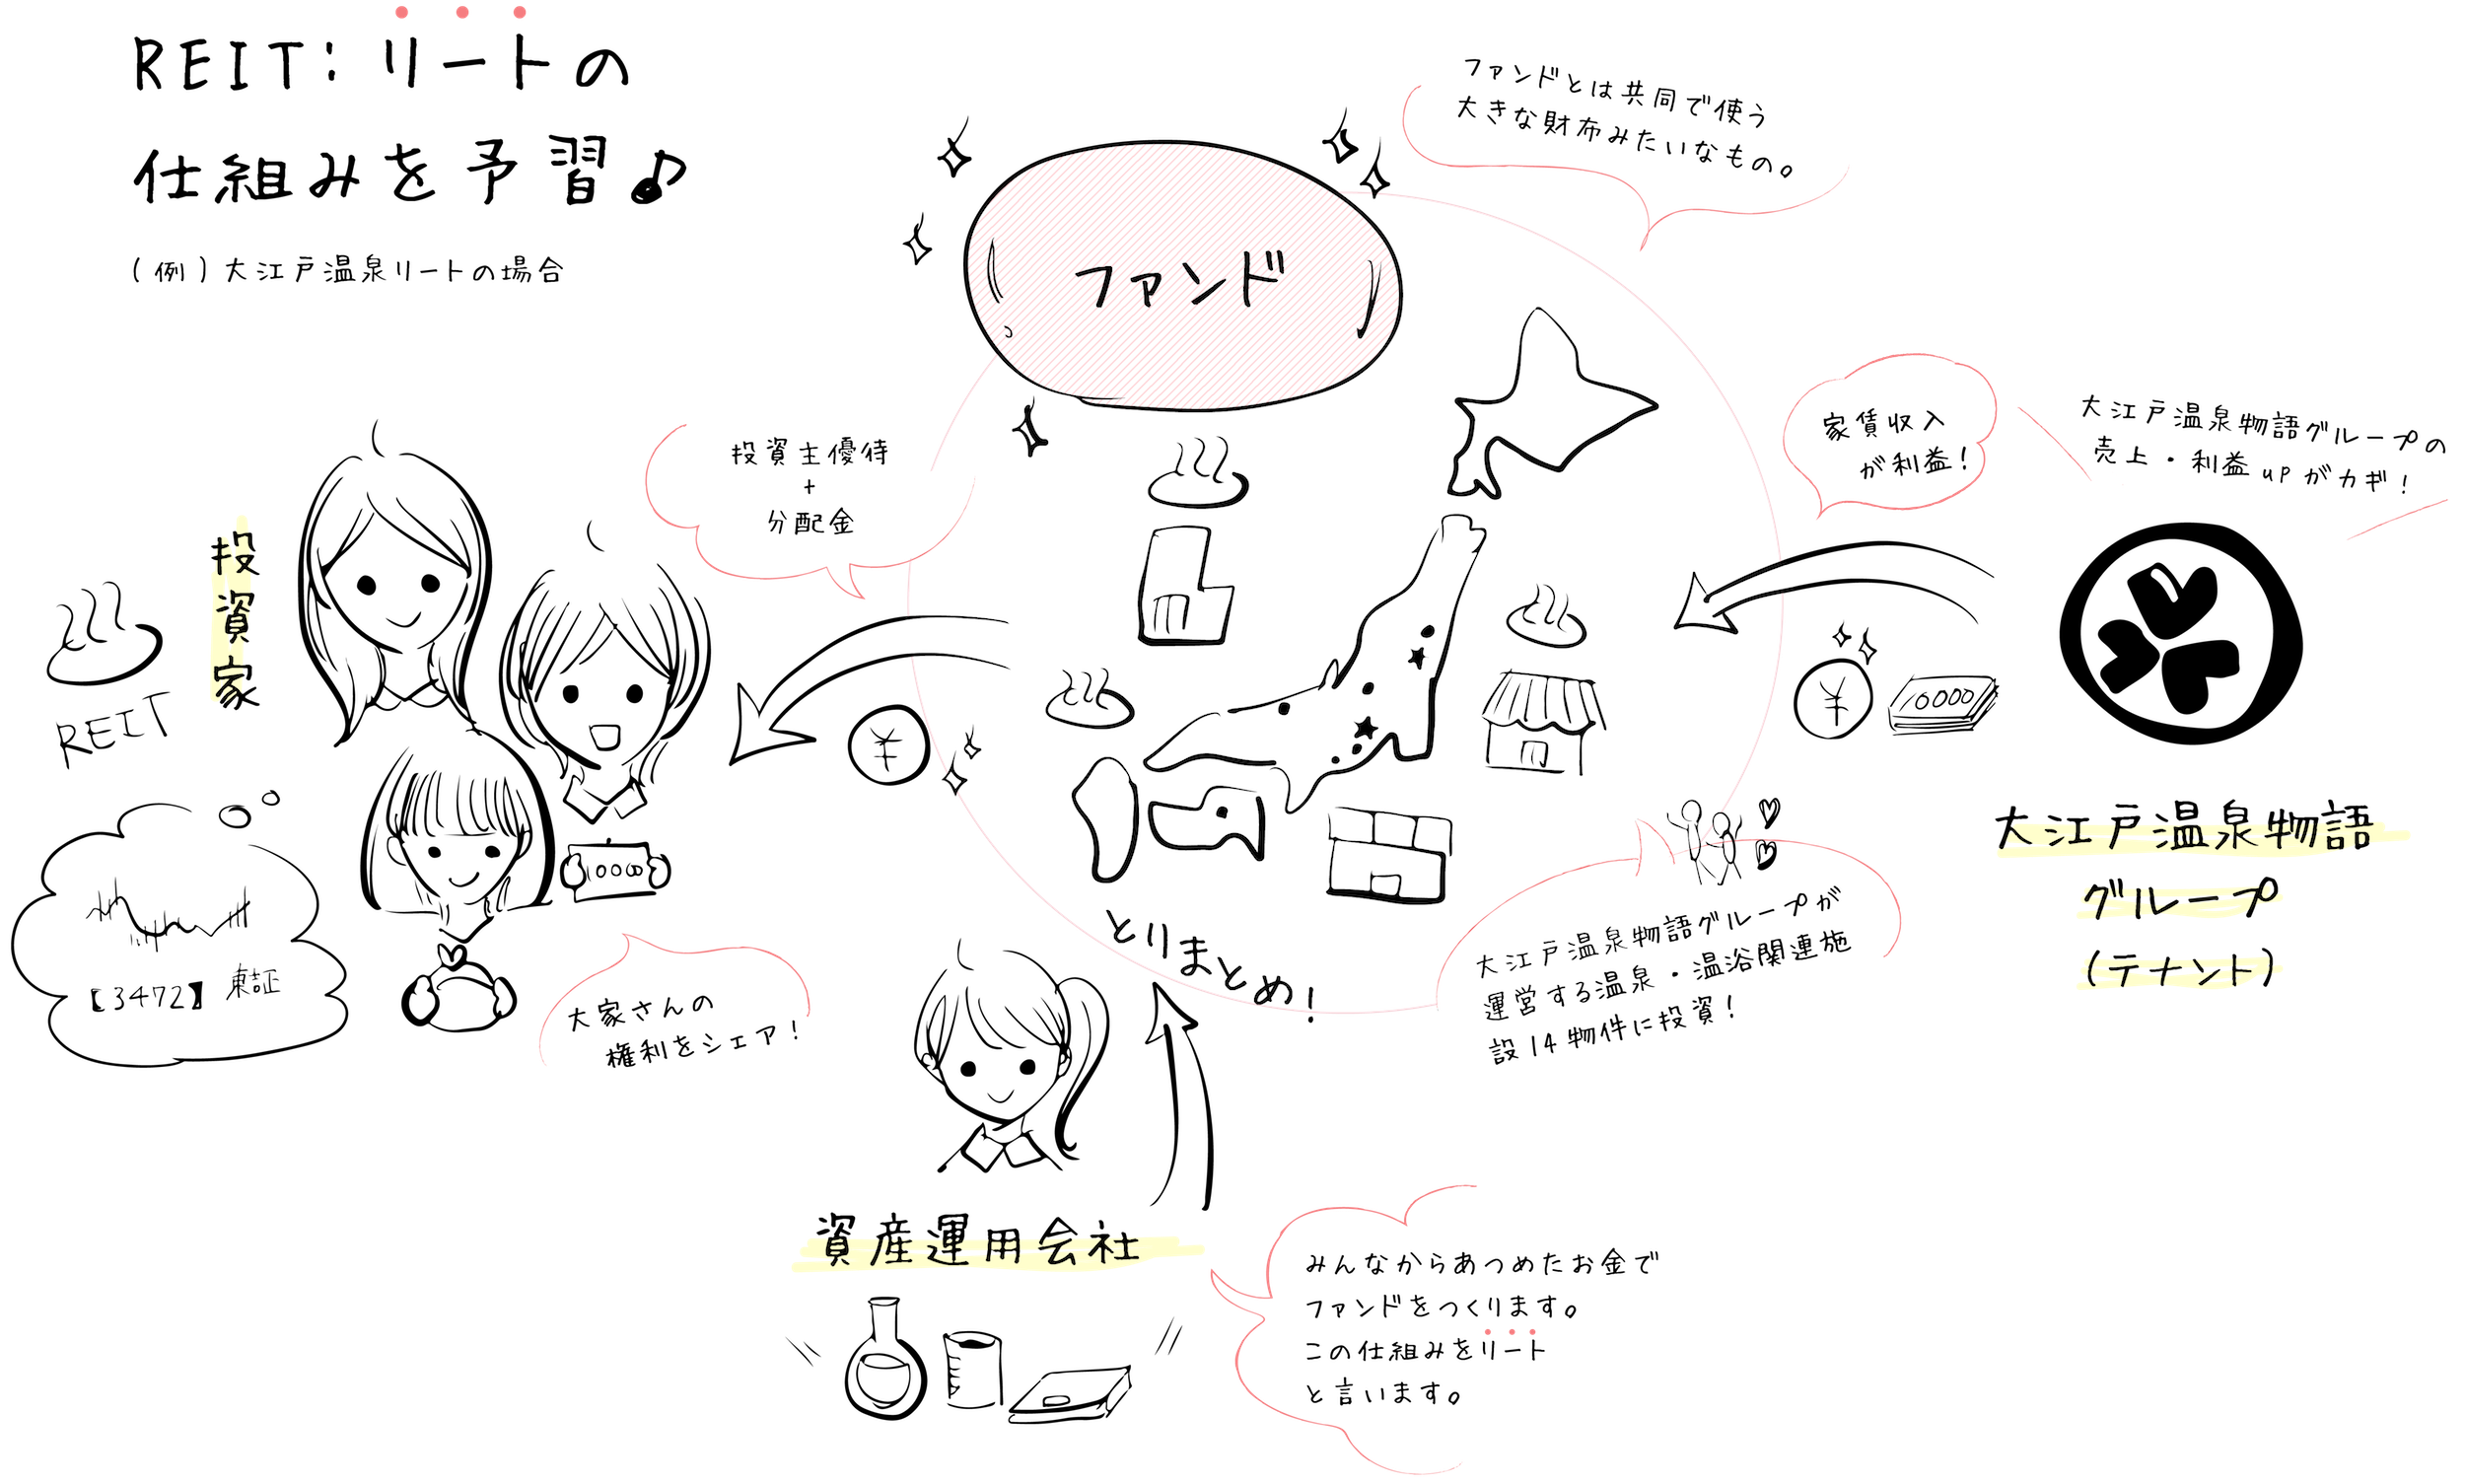 REIT：リートの
仕組みを予習♪
（例）大江戸温泉リートの場合
ファンドとは共同で使う
大きな財布みたいなもの。
ファンド
投資主優待
+
分配金
家賃収入
が利益！
大江戸温泉物語グループの
売上・利益upがカギ！
投資家
REIT
¥
¥
10000
大江戸温泉物語
グループ
（テナント）
10000
【3472】東証
大家さんの
権利をシェア！
とりまとめ！
大江戸温泉物語グループが
運営する温泉・温浴関連施
設14物件に投資！
資産運用会社
みんなからあつめたお金で
ファンドをつくります。
この仕組みをリート
と言います。